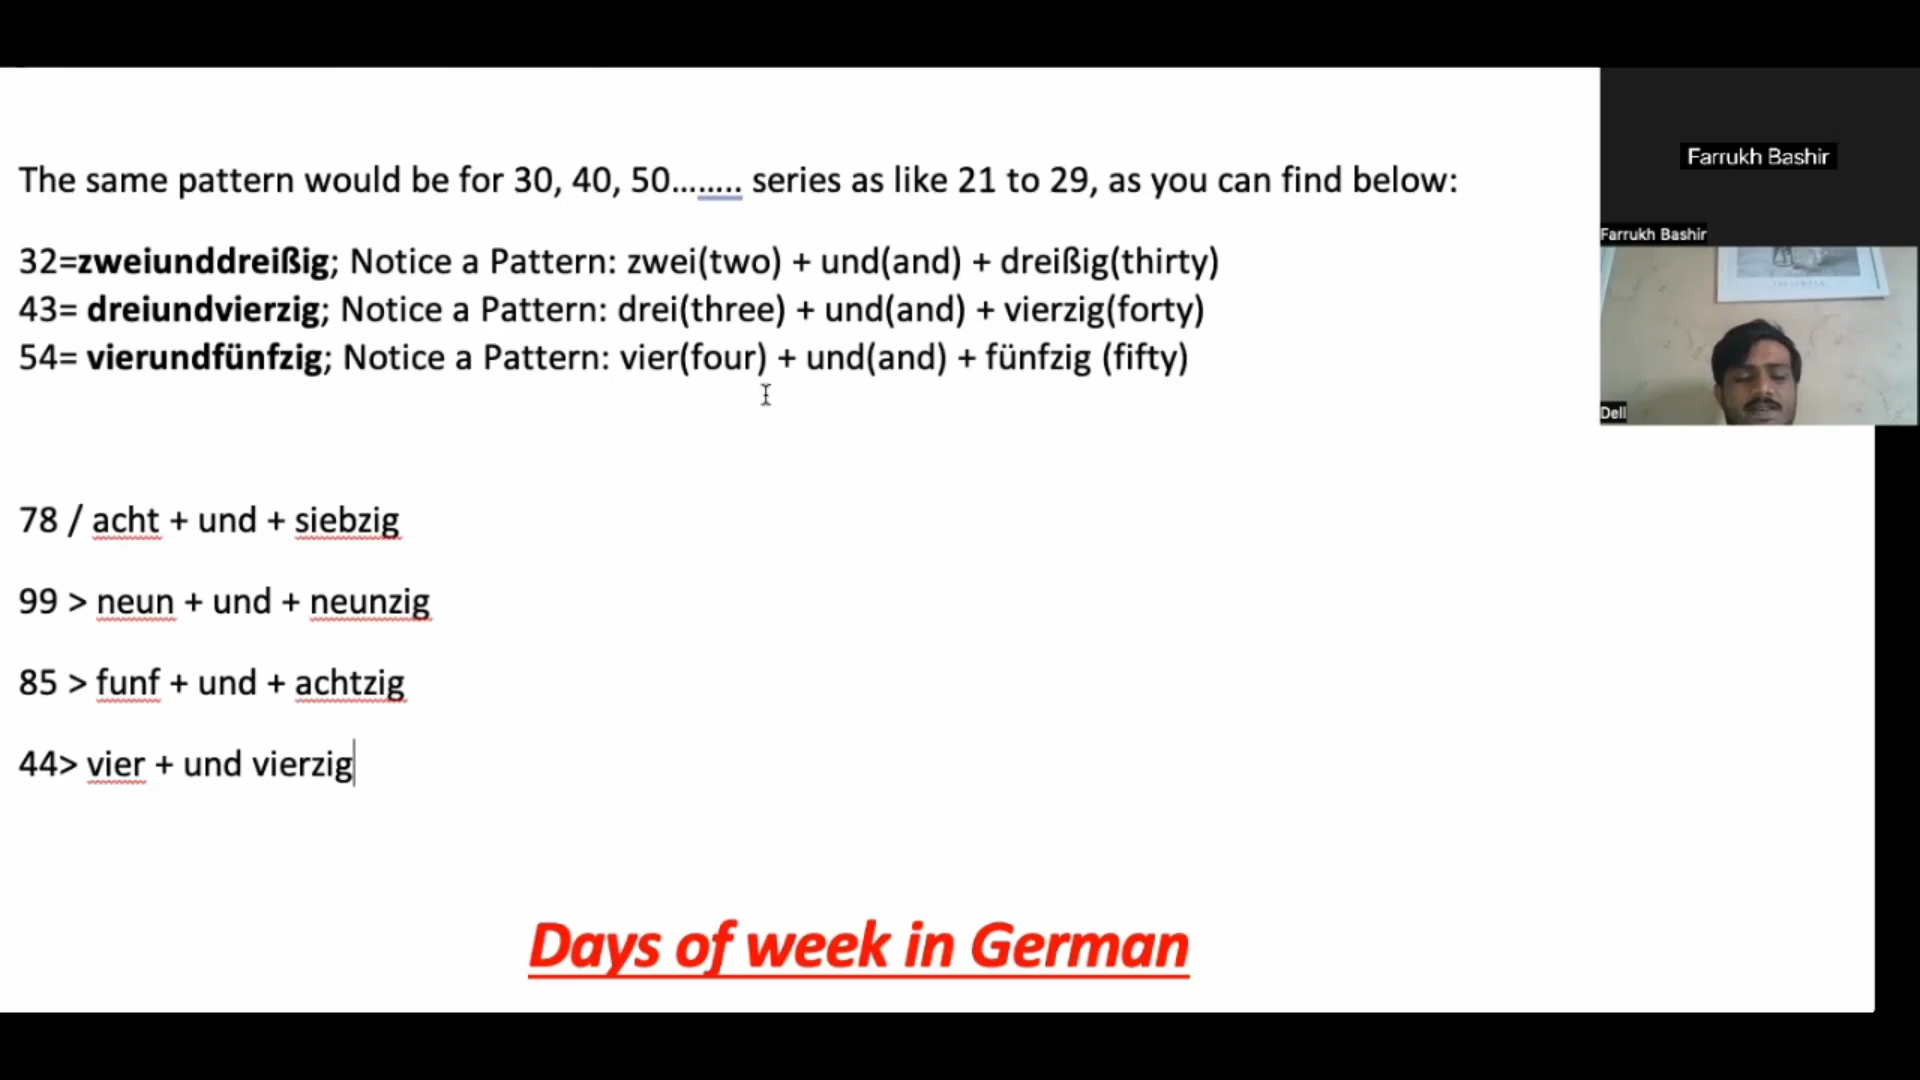 The same pattern would be for 30, 40, 50…….. series as like 21 to 29, as you can find below:
32=zweiunddreißig; Notice a Pattern: zwei(two) + und(and) + dreißig(thirty)
43= dreiundvierzig; Notice a Pattern: drei(three) + und(and) + vierzig(forty)
54= vierundfünfzig; Notice a Pattern: vier(four) + und(and) + fünfzig (fifty)
78 / acht + und + siebzig
99 > neun + und + neunzig
85 > funf + und + achtzig
44> vier + und vierzig
Days of week in German
Farrukh Bashir
Farrukh Bashir
Dell